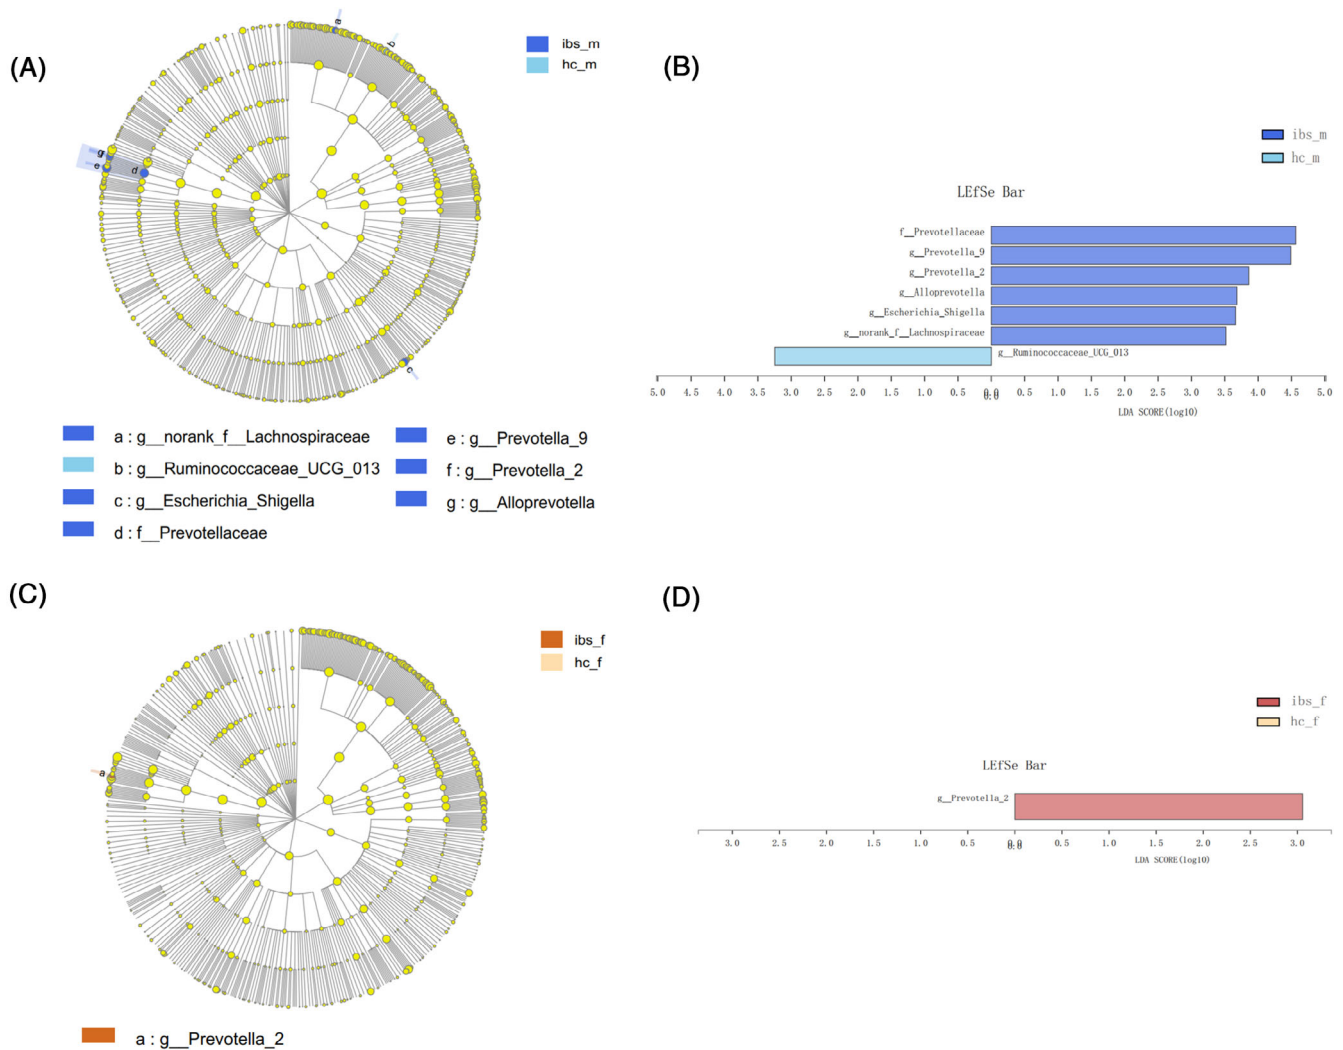 (A)
a
b
g
e
d
c
ibs_m
hc_m
a : g__norank_f__Lachnospiraceae
b : g__Ruminococcaceae_UCG_013
c : g__Escherichia_Shigella
d : f__Prevotellaceae
e : g__Prevotella_9
f : g__Prevotella_2
g : g__Alloprevotella
(B)
ibs_m
hc_m
LEfSe Bar
f__Prevotellaceae
g__Prevotella_9
g__Prevotella_2
g__Alloprevotella
g__Escherichia_Shigella
g__norank_f__Lachnospiraceae
g__Ruminococcaceae_UCG_013
5.0 4.5 4.0 3.5 3.0 2.5 2.0 1.5 1.0 0.5 0.0 0.5 1.0 1.5 2.0 2.5 3.0 3.5 4.0 4.5 5.0
0.0
LDA SCORE(log10)
(C)
a
ibs_f
hc_f
a : g__Prevotella_2
(D)
ibs_f
hc_f
LEfSe Bar
g__Prevotella_2
3.0 2.5 2.0 1.5 1.0 0.5 0.0 0.5 1.0 1.5 2.0 2.5 3.0
0.0
LDA SCORE(log10)